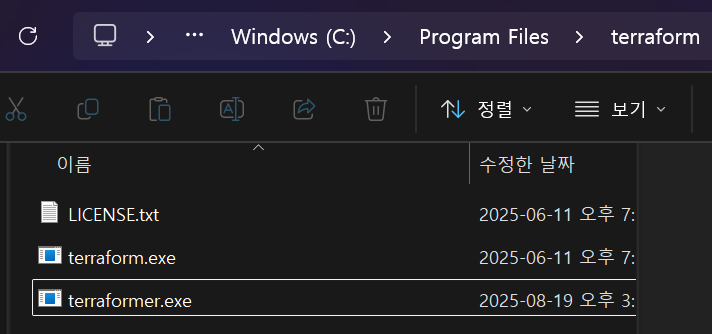 Windows (C:) Program Files terraform
정렬 보기
이름 수정한 날짜
LICENSE.txt 2025-06-11 오후 7:
terraform.exe 2025-06-11 오후 7:
terraformer.exe 2025-08-19 오후 3: